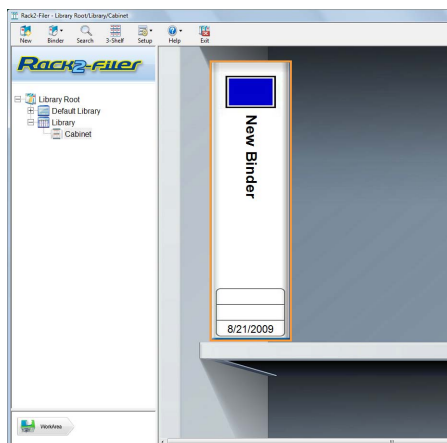 Rack2-Filer - Library Root/Library/Cabinet
New Binder Search 3-Shelf Setup Help Exit
Rack2-Filer
Library Root
Default Library
Library
Cabinet
New Binder
8/21/2009
WorkArea